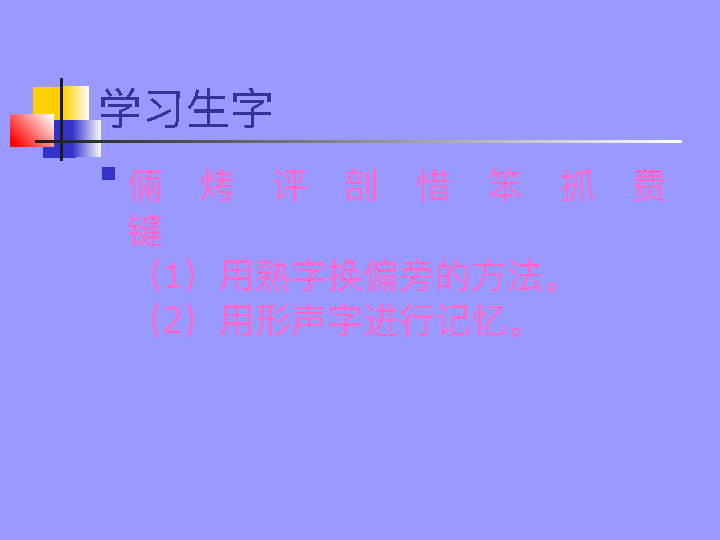 学习生字
俩 烤 评 剖 惜 笨 抓 费
键
（1）用熟字换偏旁的方法。
（2）用形声字进行记忆。